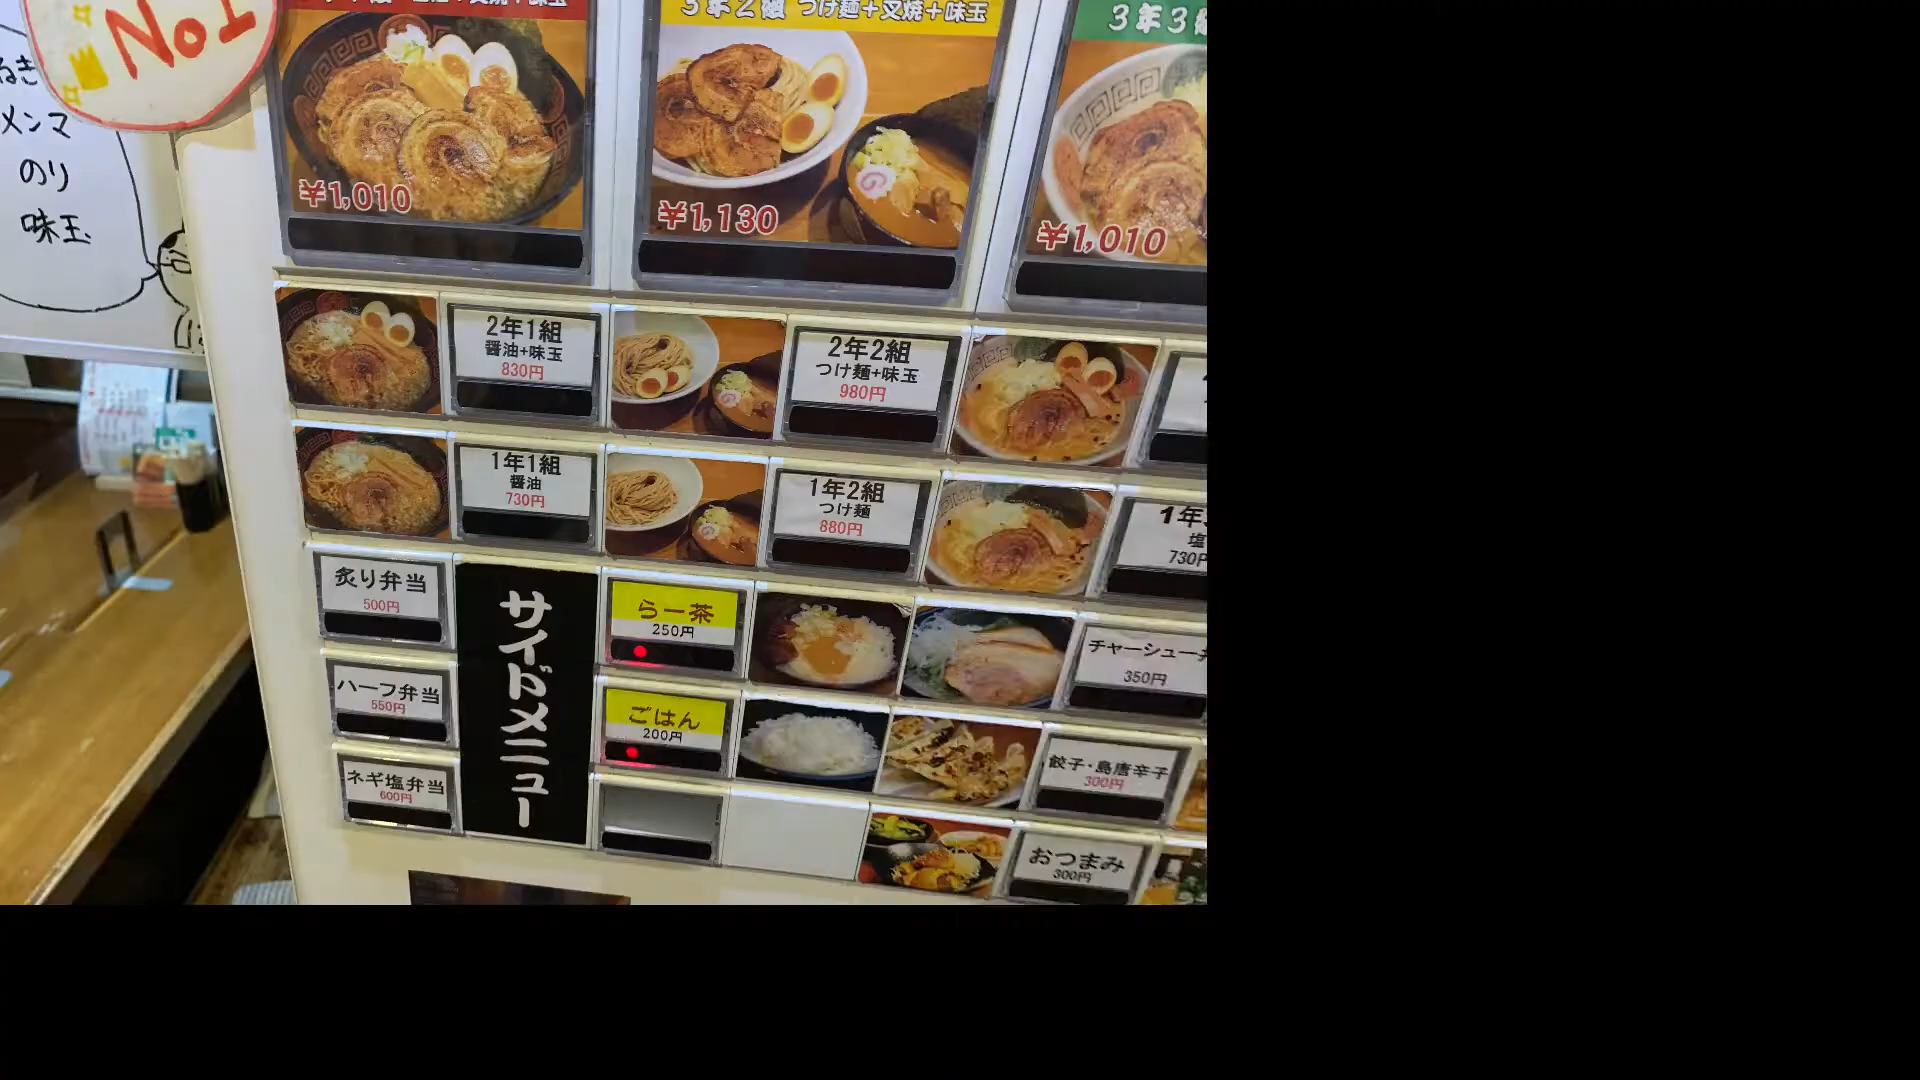 No1
メンマ
のり
味玉
3年2組 つけ麺+叉焼+味玉
¥1,010
¥1,130
¥1,010
2年1組
醤油+味玉
830円
2年2組
つけ麺+味玉
980円
1年1組
醤油
730円
1年2組
つけ麺
880円
塩
730円
炙り弁当
500円
サイドメニュー
らー茶
250円
チャーシュー
350円
ハーフ弁当
550円
ごはん
200円
餃子・島唐辛子
300円
ネギ塩弁当
600円
おつまみ
300円